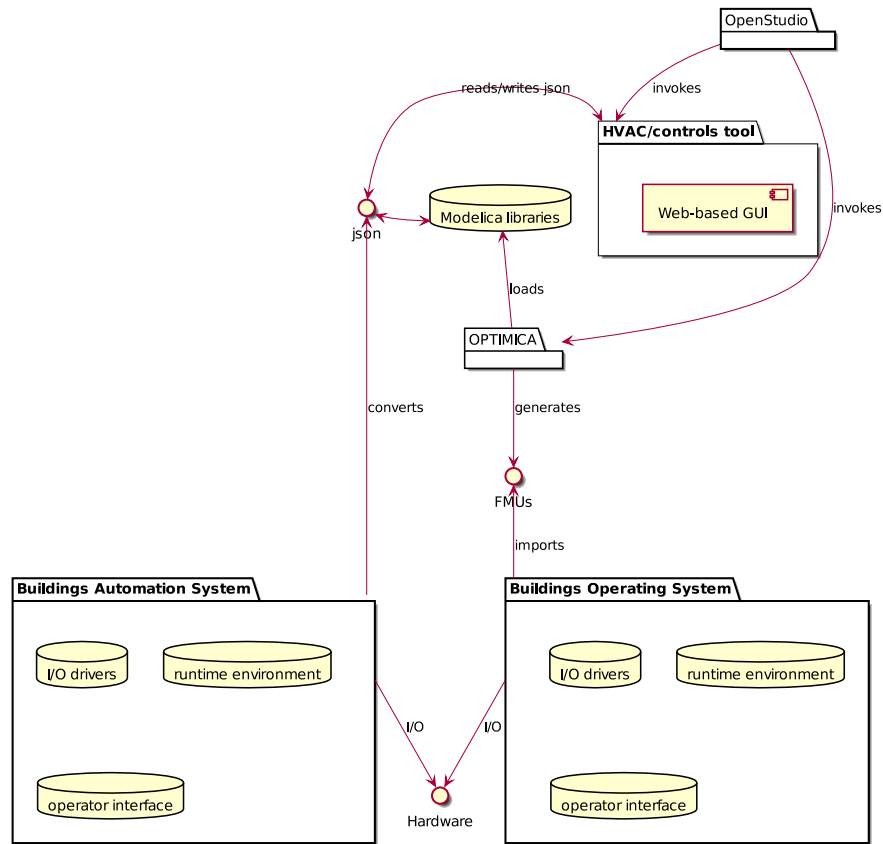 OpenStudio
reads/writes json
invokes
HVAC/controls tool
Web-based GUI
invokes
Modelica libraries
json
loads
OPTIMICA
converts
generates
FMUs
imports
Buildings Automation System
Buildings Operating System
I/O drivers
runtime environment
I/O drivers
runtime environment
I/O
I/O
operator interface
operator interface
Hardware